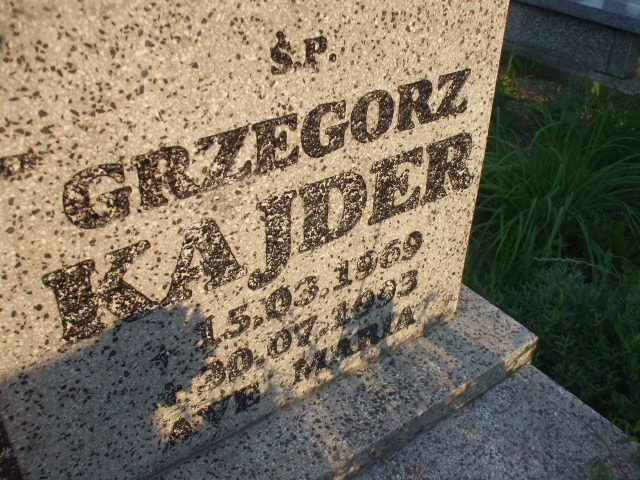 Ś.P.
GRZEGORZ
KAJDER
* 15.03.1969
+ 30.07.1993
AVE MARIA